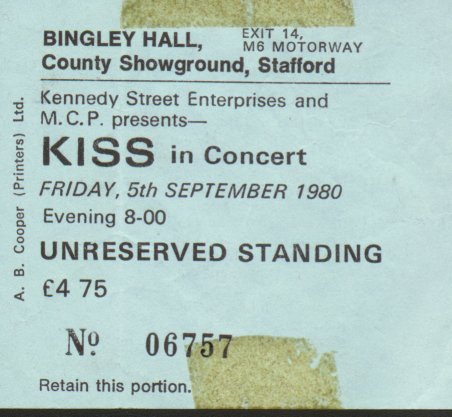 BINGLEY HALL, EXIT 14,
M6 MOTORWAY
County Showground, Stafford
Kennedy Street Enterprises and
M.C.P. presents—
KISS in Concert
FRIDAY, 5th SEPTEMBER 1980
Evening 8-00
UNRESERVED STANDING
£4 75
Nº 06757
Retain this portion.
A. B. Cooper (Printers) Ltd.